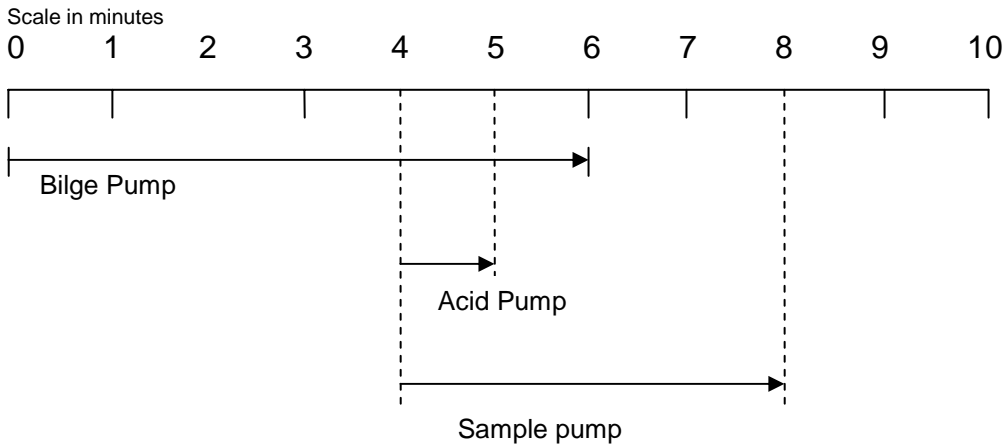 Scale in minutes
0 1 2 3 4 5 6 7 8 9 10
Bilge Pump
Acid Pump
Sample pump